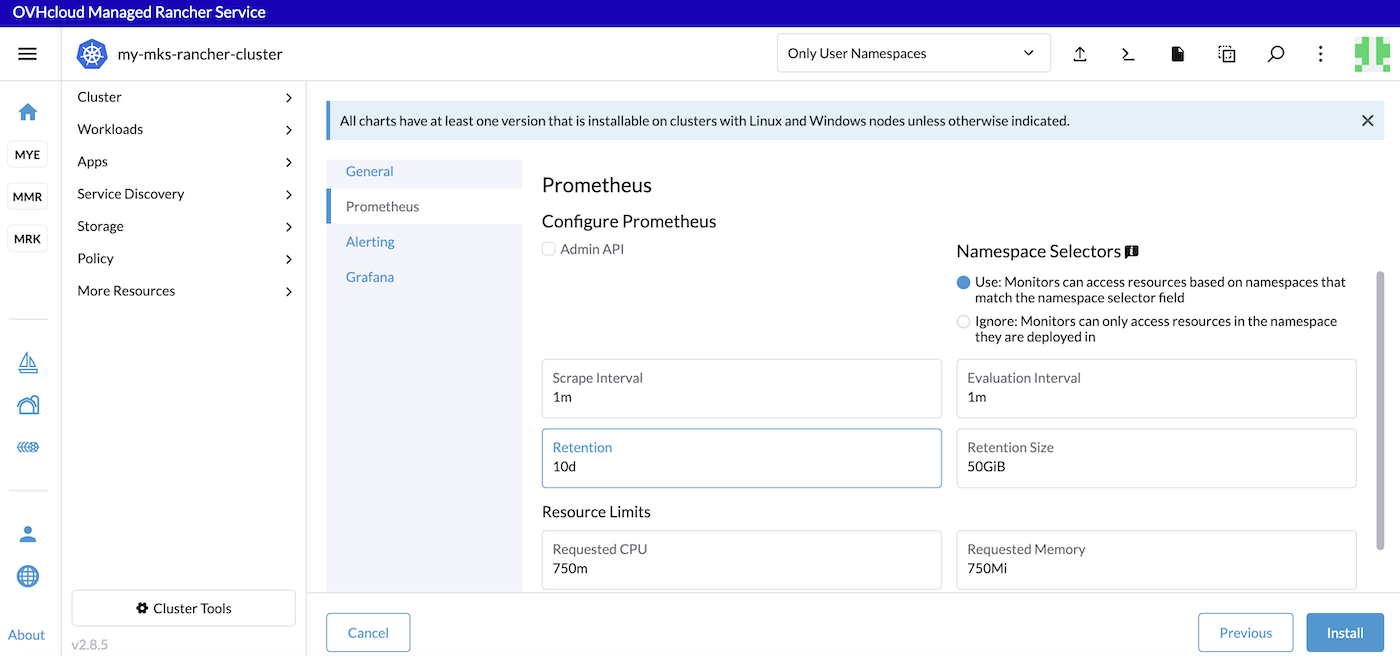 OVHcloud Managed Rancher Service
my-mks-rancher-cluster
Only User Namespaces
MYE
MMR
MRK
About
Cluster
Workloads
Apps
Service Discovery
Storage
Policy
More Resources
Cluster Tools
v2.8.5
All charts have at least one version that is installable on clusters with Linux and Windows nodes unless otherwise indicated.
General
Prometheus
Alerting
Grafana
Prometheus
Configure Prometheus
Admin API
Namespace Selectors
Use: Monitors can access resources based on namespaces that
match the namespace selector field
Ignore: Monitors can only access resources in the namespace
they are deployed in
Scrape Interval
1m
Evaluation Interval
1m
Retention
10d
Retention Size
50GiB
Resource Limits
Requested CPU
750m
Requested Memory
750Mi
Cancel
Previous
Install